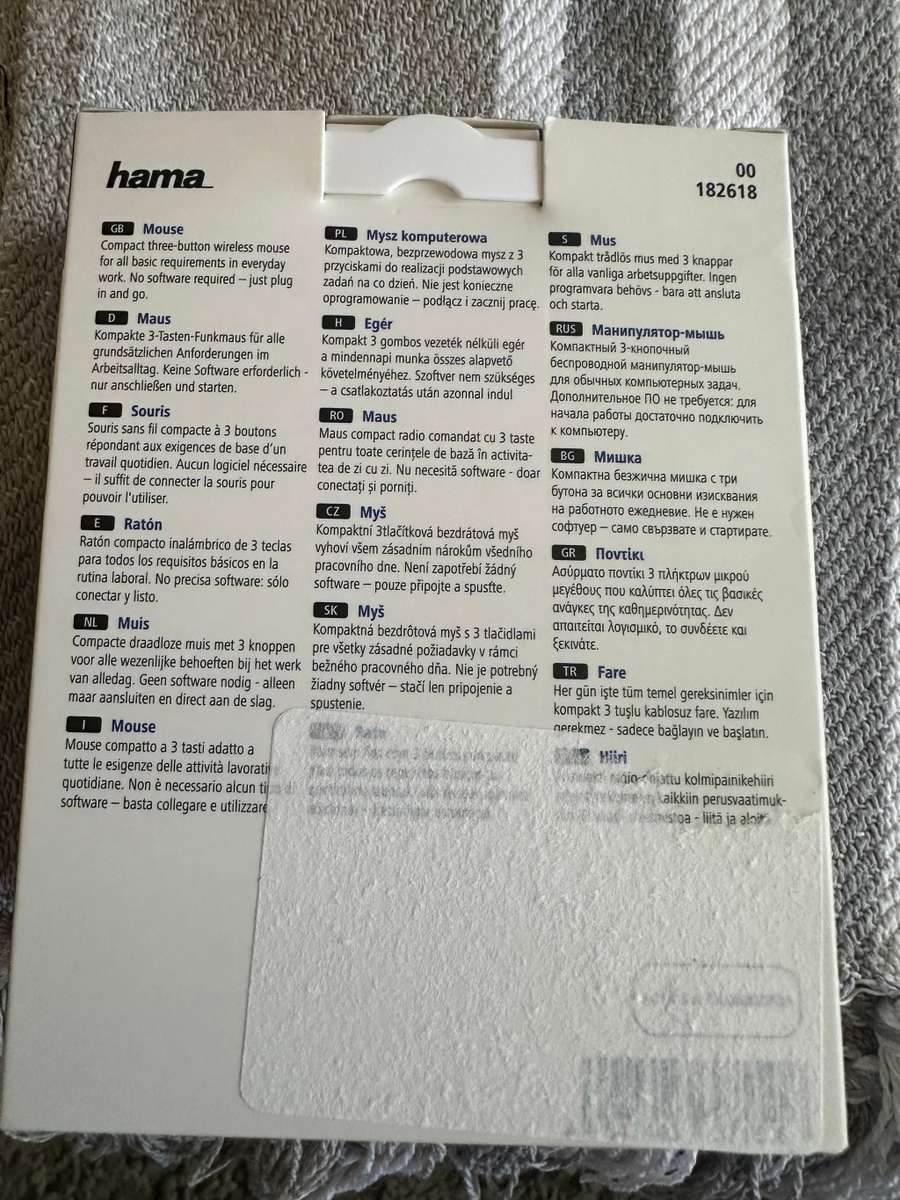 hama
00
182618
GB Mouse
Compact three-button wireless mouse
for all basic requirements in everyday
work. No software required – just plug
in and go.
D Maus
Kompakte 3-Tasten-Funkmaus für alle
grundsätzlichen Anforderungen im
Arbeitsalltag. Keine Software erforderlich -
nur anschließen und starten.
F Souris
Souris sans fil compacte à 3 boutons
répondant aux exigences de base d'un
travail quotidien. Aucun logiciel nécessaire
– il suffit de connecter la souris pour
pouvoir l'utiliser.
E Ratón
Ratón compacto inalámbrico de 3 teclas
para todos los requisitos básicos en la
rutina laboral. No precisa software: sólo
conectar y listo.
NL Muis
Compacte draadloze muis met 3 knoppen
voor alle wezenlijke behoeften bij het werk
van alledag. Geen software nodig - alleen
maar aansluiten en direct aan de slag.
I Mouse
Mouse compatto a 3 tasti adatto a
tutte le esigenze delle attività lavorati
quotidiane. Non è necessario alcun
software – basta collegare e utilizzare
PL Mysz komputerowa
Kompaktowa, bezprzewodowa mysz z 3
przyciskami do realizacji podstawowych
zadań na co dzień. Nie jest konieczne
oprogramowanie – podłącz i zacznij pracę.
H Egér
Kompakt 3 gombos vezeték nélküli egér
a mindennapi munka összes alapvető
követelményéhez. Szoftver nem szükséges
– a csatlakoztatás után azonnal indul
RO Maus
Maus compact radio comandat cu 3 taste
pentru toate cerințele de bază în activita-
tea de zi cu zi. Nu necesită software - doar
conectați și porniți.
CZ Myš
Kompaktní 3tlačítková bezdrátová myš
vyhoví všem zásadním nárokům všedního
pracovního dne. Není zapotřebí žádný
software – pouze připojte a spusťte.
SK Myš
Kompaktná bezdrôtová myš s 3 tlačidlami
pre všetky zásadné požiadavky v rámci
bežného pracovného dňa. Nie je potrebný
žiadny softvér – stačí len pripojenie a
spustenie.
S Mus
Kompakt trådlös mus med 3 knappar
för alla vanliga arbetsuppgifter. Ingen
programvara behövs - bara att ansluta
och starta.
RUS Манипулятор-мышь
Компактный 3-кнопочный
беспроводной манипулятор-мышь
для обычных компьютерных задач.
Дополнительное ПО не требуется: для
начала работы достаточно подключить
к компьютеру.
BG Мишка
Компактна безжична мишка с три
бутона за всички основни изисквания
на работното ежедневие. Не е нужен
софтуер – само свързвате и стартирате.
GR Ποντίκι
Ασύρματο ποντίκι 3 πλήκτρων μικρού
μεγέθους που καλύπτει όλες τις βασικές
ανάγκες της καθημερινότητας. Δεν
απαιτείται λογισμικό, το συνδέετε και
ξεκινάτε.
TR Fare
Her gün işte tüm temel gereksinimler için
kompakt 3 tuşlu kablosuz fare. Yazılım
gerekmez - sadece bağlayın ve başlatın.
Hiiri
kolmipainikehiiri
kaikkiin perusvaatimuk-
- liitä ja